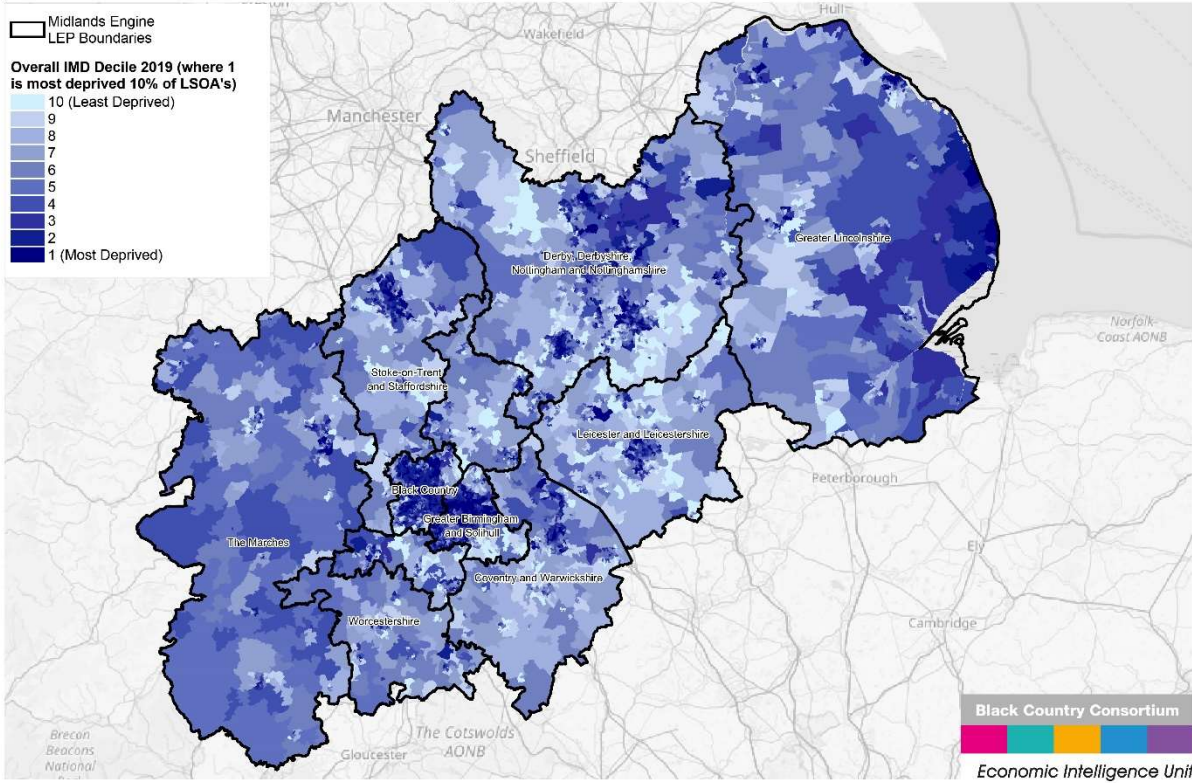 Midlands Engine
LEP Boundaries
Overall IMD Decile 2019 (where 1
is most deprived 10% of LSOA's)
10 (Least Deprived)
9
8
7
6
5
4
3
2
1 (Most Deprived)
Hull
Wakefield
Manchester
Sheffield
Greater Lincolnshire
Derby, Derbyshire,
Nottingham and Nottinghamshire
Norfolk
Coast AONB
Stoke-on-Trent
and Staffordshire
Leicester and Leicestershire
Peterborough
Black Country
Greater Birmingham
and Solihull
The Marches
Ely
Coventry and Warwickshire
Worcestershire
Cambridge
The Cotswolds
AONB
Gloucester
Brecon
Beacons
National
Black Country Consortium
Economic Intelligence Unit